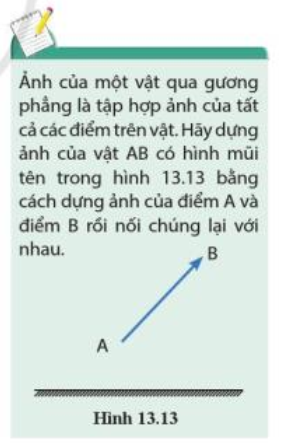 Ảnh của một vật qua gương
phẳng là tập hợp ảnh của tất
cả các điểm trên vật. Hãy dựng
ảnh của vật AB có hình mũi
tên trong hình 13.13 bằng
cách dựng ảnh của điểm A và
điểm B rồi nối chúng lại với
nhau.
B
A
Hình 13.13